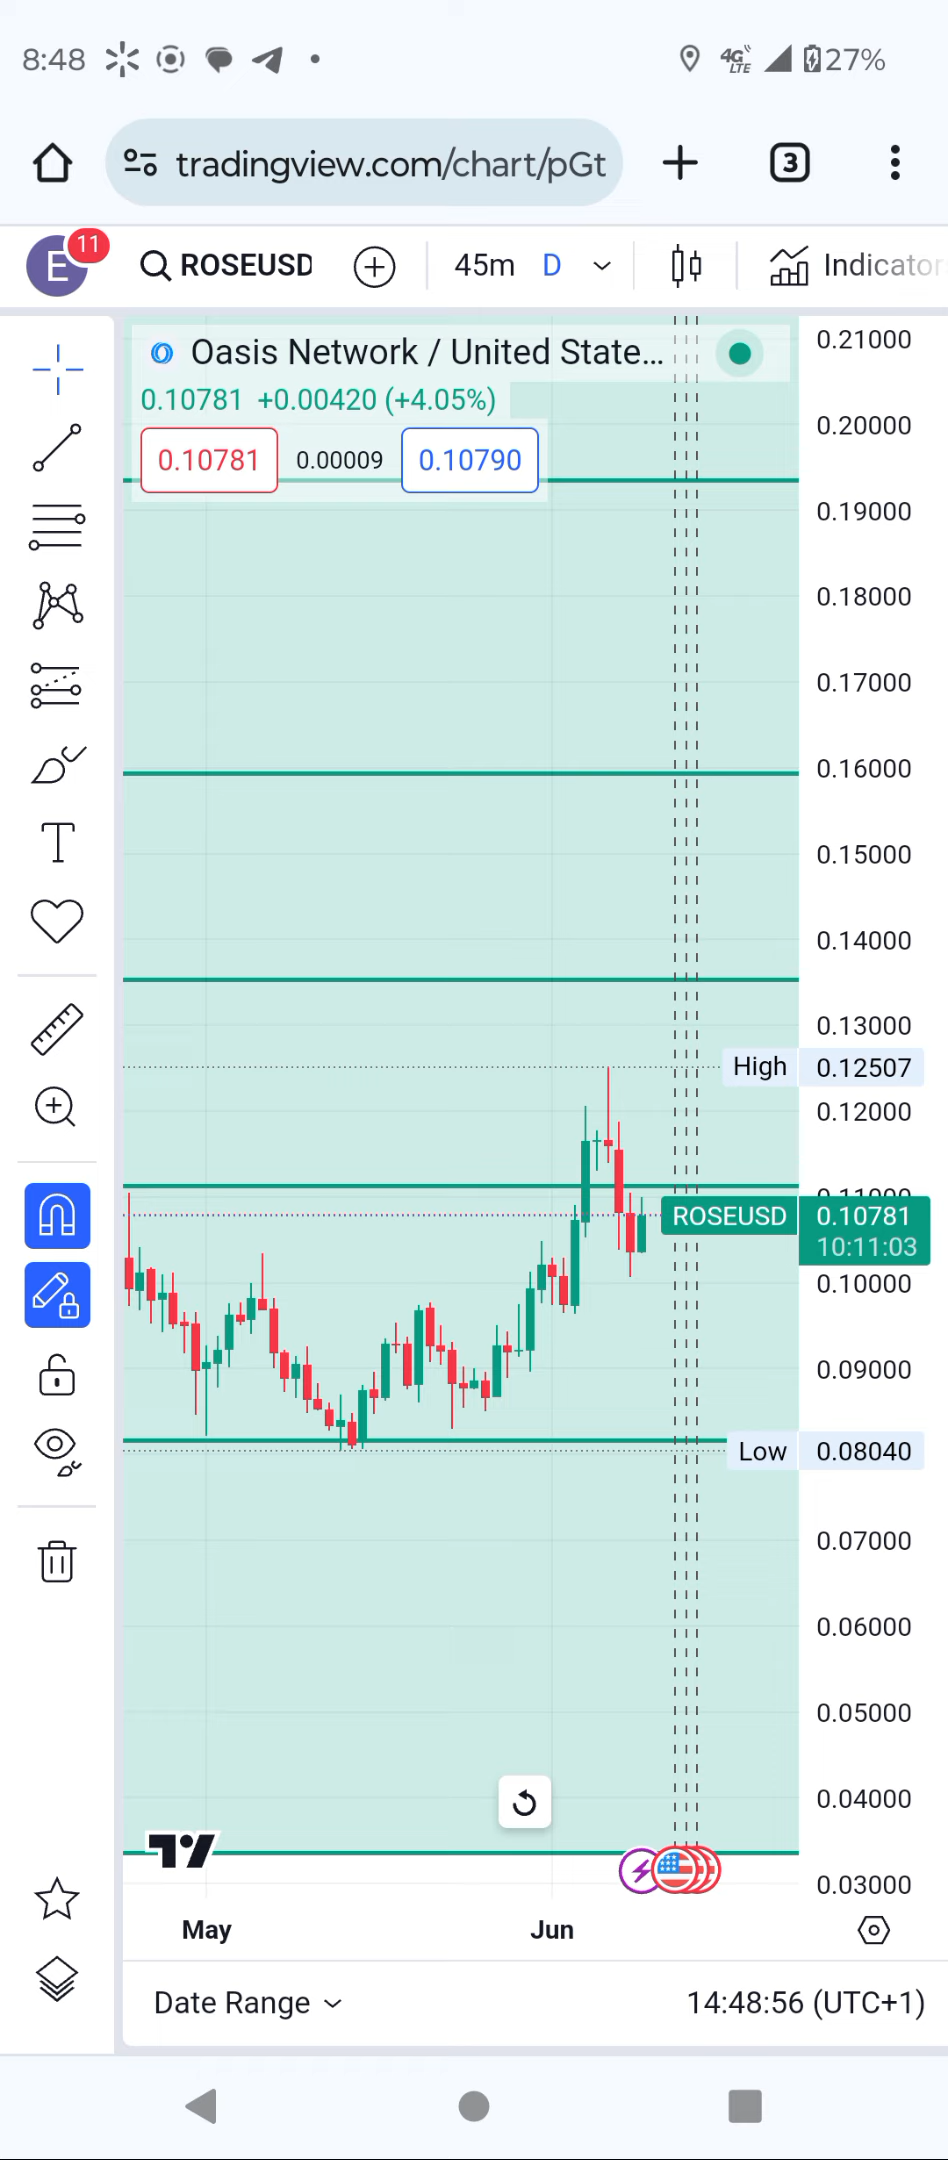 8:48 4G LTE 27%
tradingview.com/chart/pGt 3
E 11 ROSEUSD 45m D Indicator
Oasis Network / United State...
0.10781 +0.00420 (+4.05%)
0.10781 0.00009 0.10790
0.21000
0.20000
0.19000
0.18000
0.17000
0.16000
0.15000
0.14000
0.13000
High 0.12507
0.12000
0.11000
ROSEUSD 0.10781
10:11:03
0.10000
0.09000
Low 0.08040
0.07000
0.06000
0.05000
0.04000
0.03000
May Jun
Date Range 14:48:56 (UTC+1)